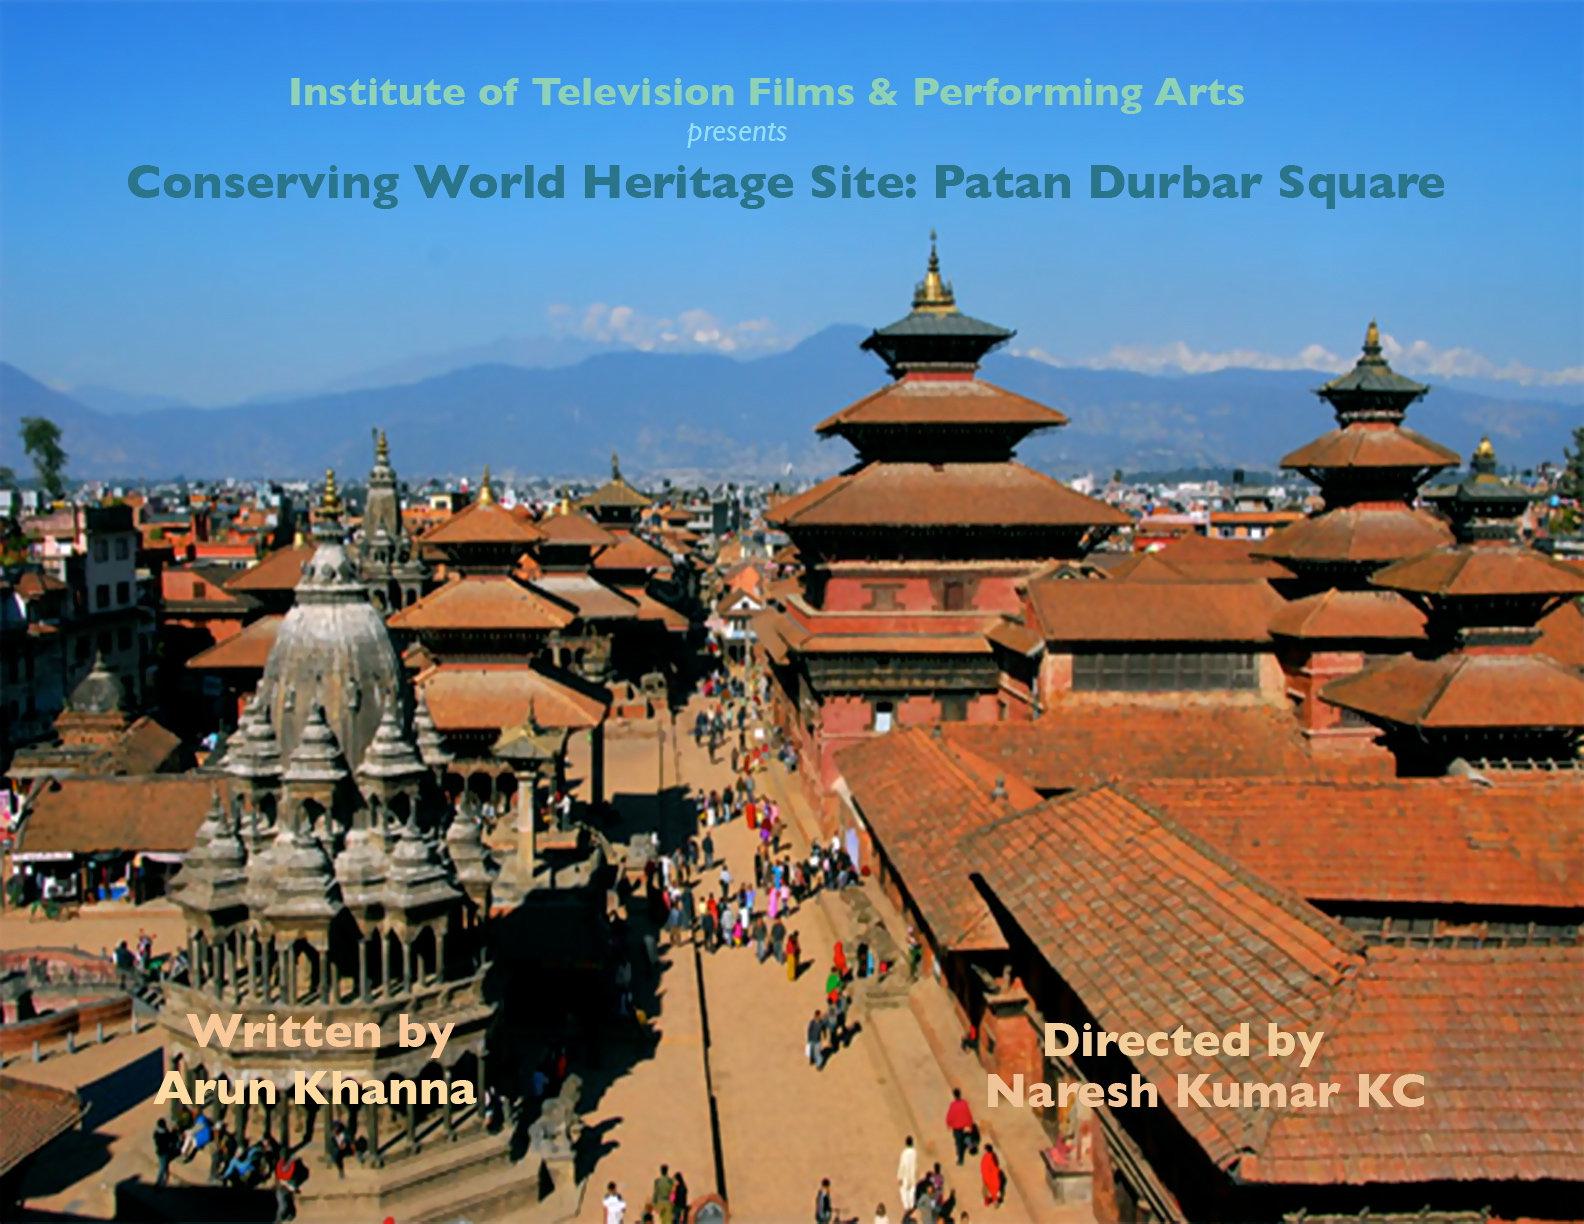 Institute of Television Films & Performing Arts
presents
Conserving World Heritage Site: Patan Durbar Square
Written by
Arun Khanna
Directed by
Naresh Kumar KC